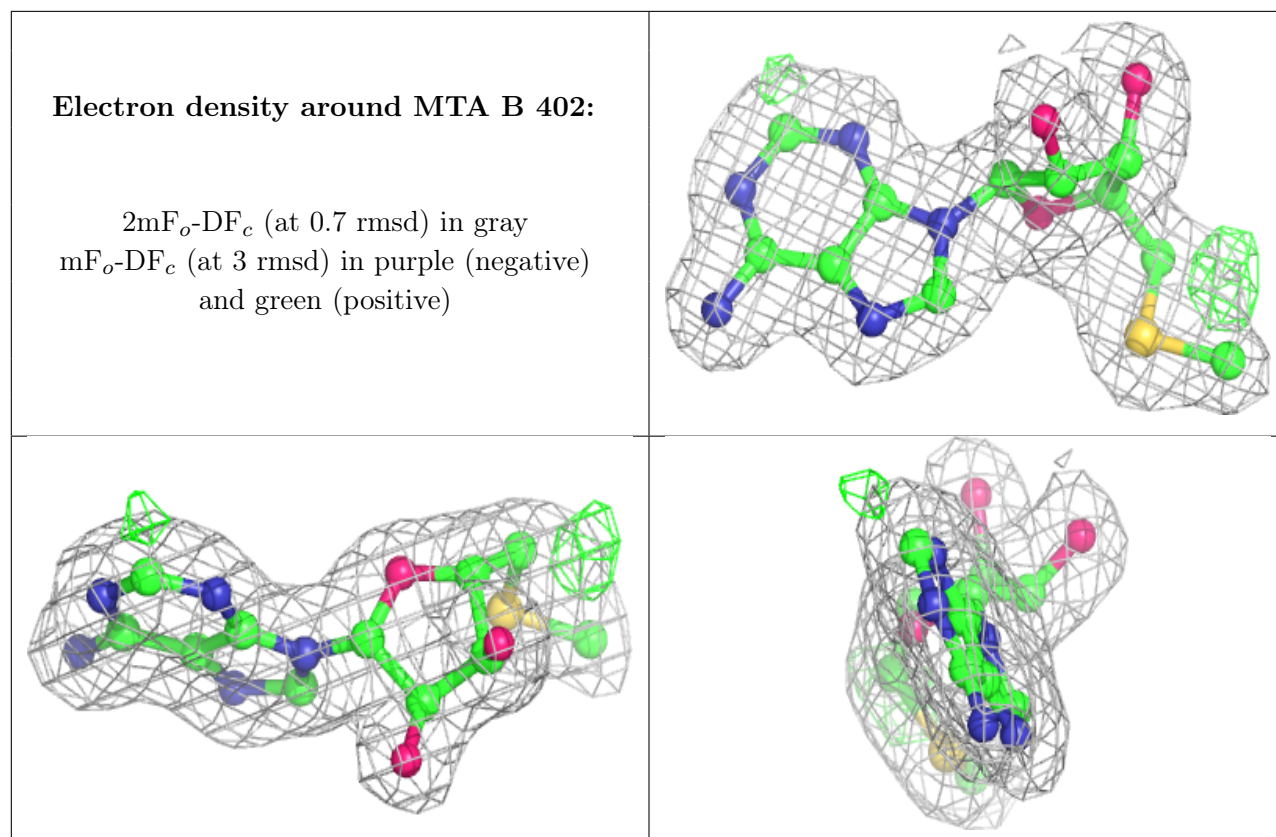 Electron density around MTA B 402:
2mFo-DFc (at 0.7 rmsd) in gray
mFo-DFc (at 3 rmsd) in purple (negative)
and green (positive)